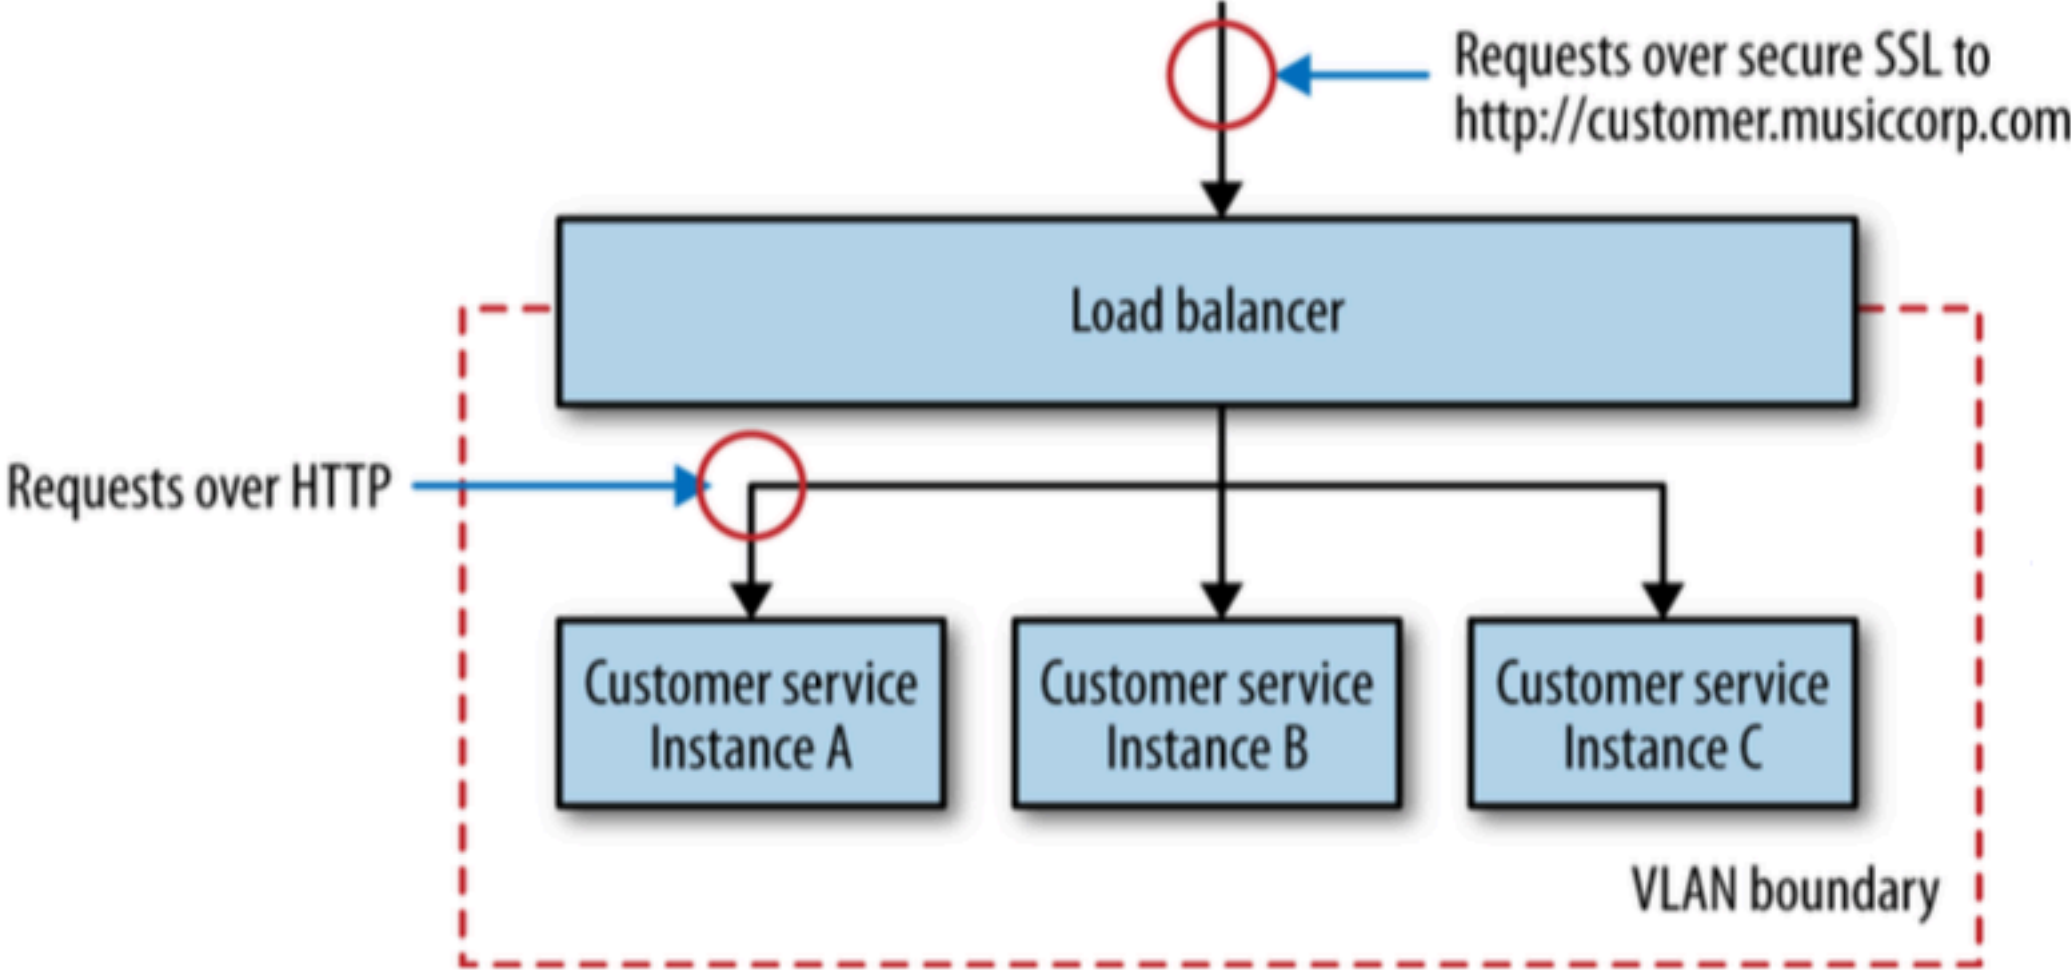 Requests over secure SSL to
http://customer.musiccorp.com
Load balancer
Requests over HTTP
Customer service
Instance A
Customer service
Instance B
Customer service
Instance C
VLAN boundary